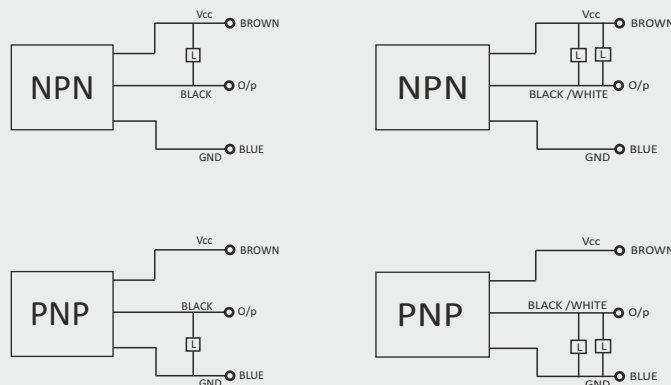 Vcc
BROWN
L
NPN
O/p
BLACK
BLUE
GND
Vcc
BROWN
L
L
NPN
O/p
BLACK /WHITE
BLUE
GND
Vcc
BROWN
BLACK
PNP
O/p
L
BLUE
GND
Vcc
BROWN
BLACK /WHITE
PNP
O/p
L
L
BLUE
GND